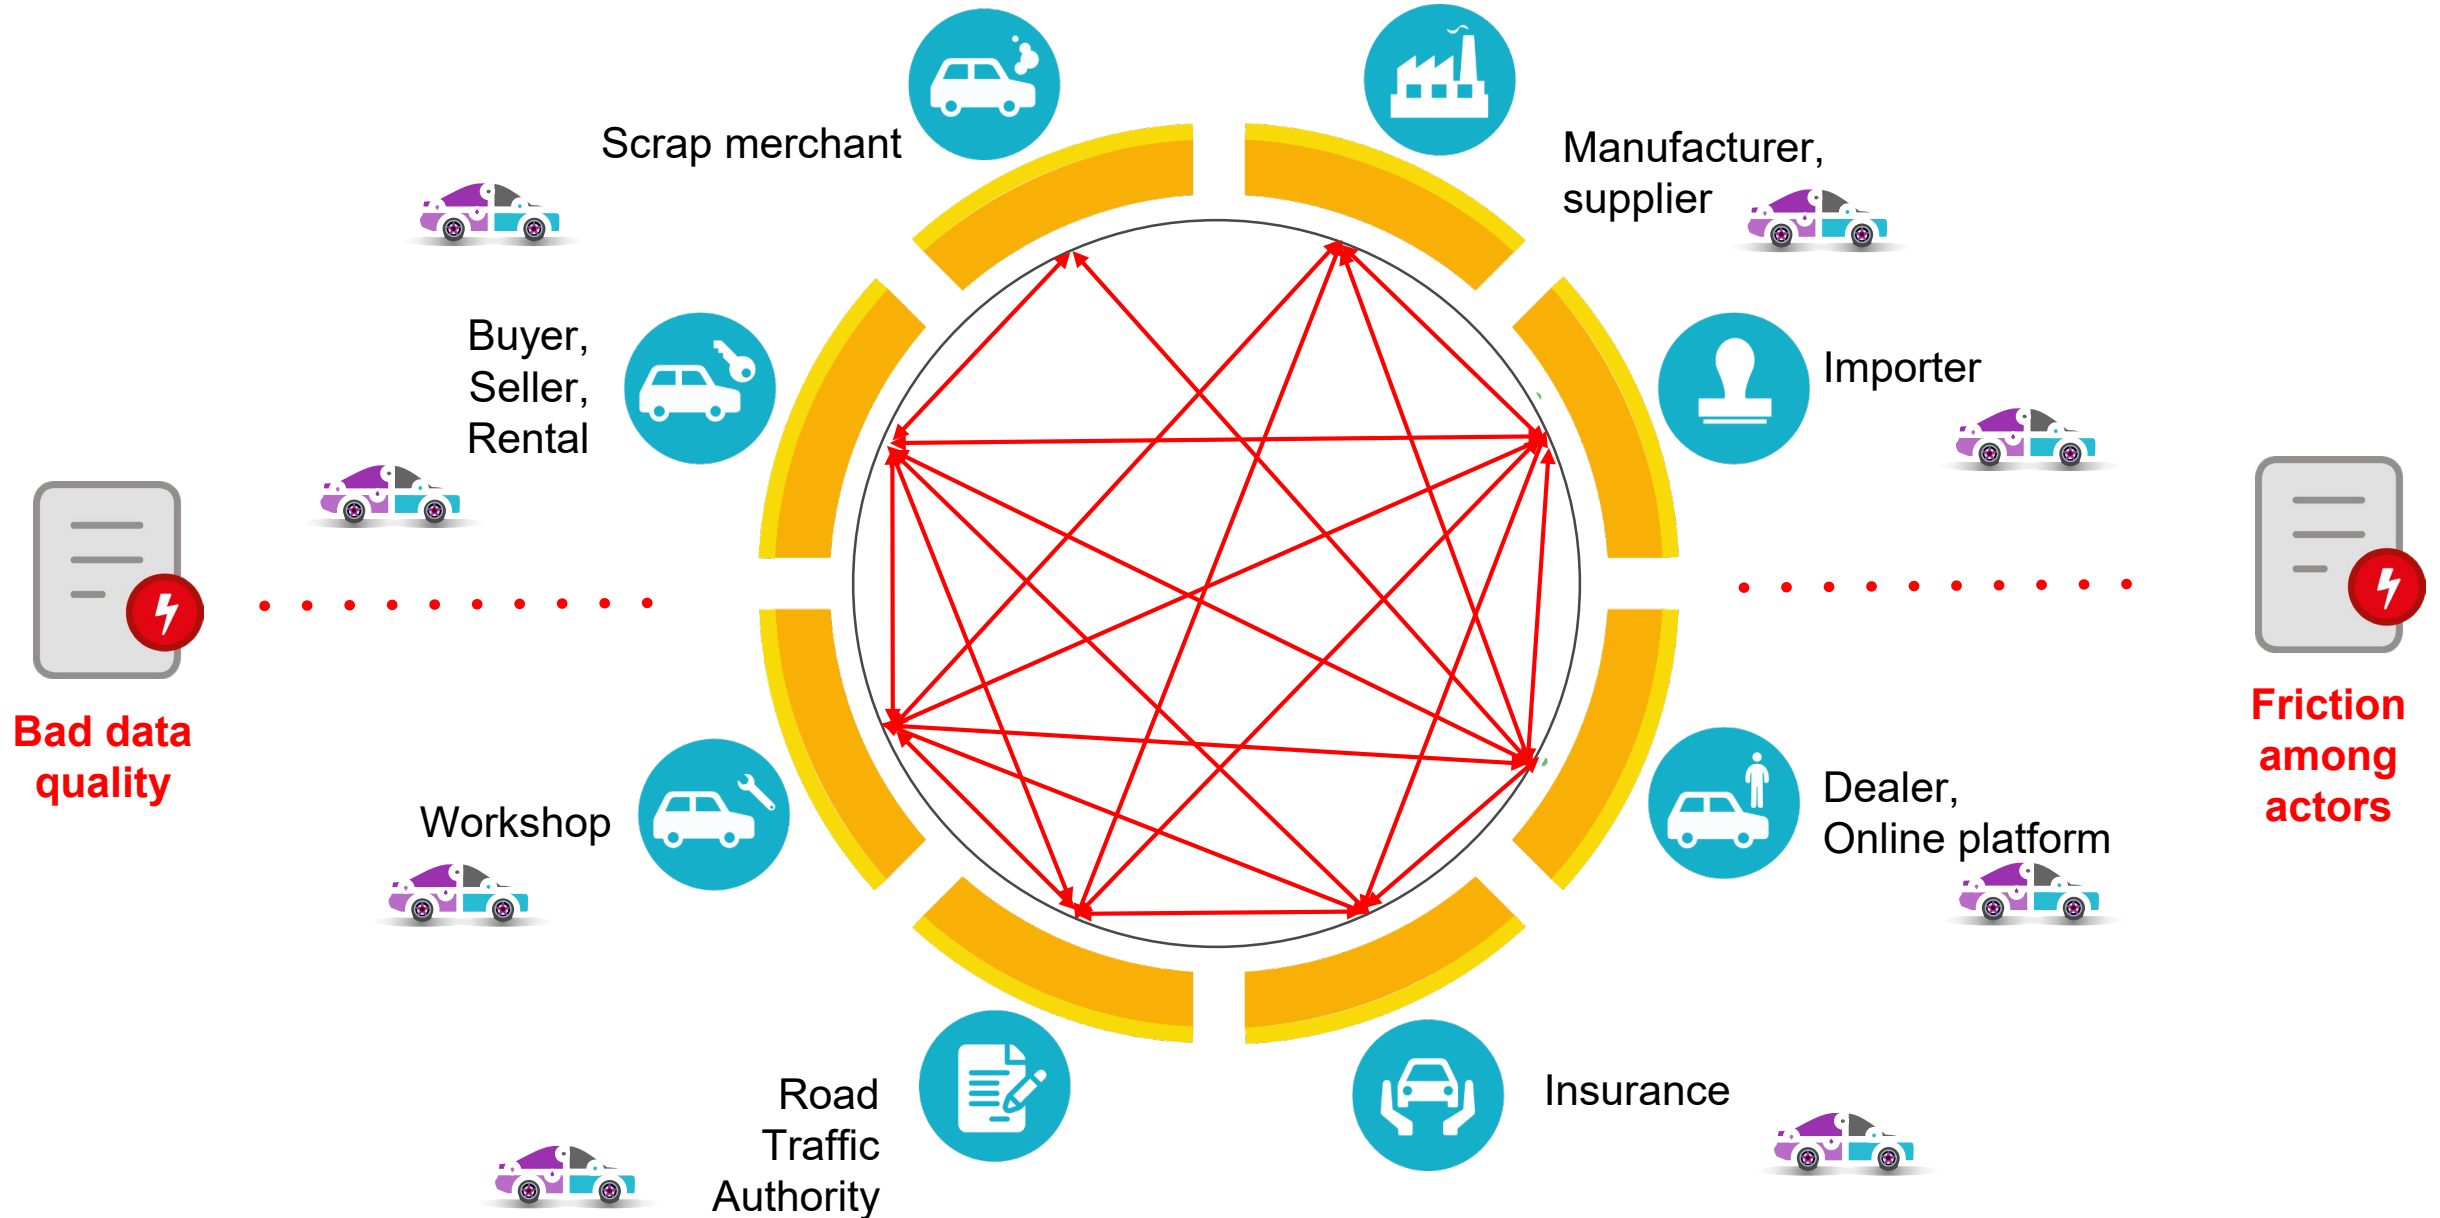 Scrap merchant
Manufacturer,
supplier
Buyer,
Seller,
Rental
Importer
Bad data
quality
Friction
among
actors
Workshop
Dealer,
Online platform
Road
Traffic
Authority
Insurance